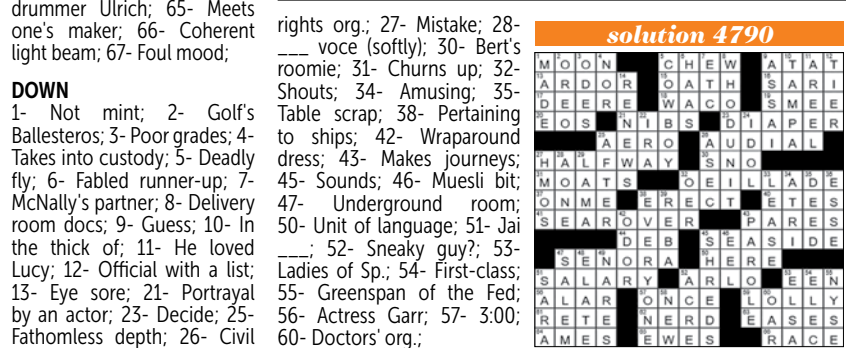 drummer Ulrich; 65- Meets
one's maker; 66- Coherent
light beam; 67- Foul mood;
DOWN
1- Not mint; 2- Golf's
Ballesteros; 3- Poor grades; 4-
Takes into custody; 5- Deadly
fly; 6- Fabled runner-up; 7-
McNally's partner; 8- Delivery
room docs; 9- Guess; 10- In
the thick of; 11- He loved
Lucy; 12- Official with a list;
13- Eye sore; 21- Portrayal
by an actor; 23- Decide; 25-
Fathomless depth; 26- Civil
rights org.; 27- Mistake; 28-
___ voice (softly); 30- Bert's
roomie; 31- Churns up; 32-
Shouts; 34- Amusing; 35-
Table scrap; 38- Pertaining
to ships; 42- Wraparound
dress; 43- Makes journeys;
45- Sounds; 46- Muesli bit;
47- Underground room;
50- Unit of language; 51- Jai
___; 52- Sneaky guy?; 53-
Ladies of Sp.; 54- First-class;
55- Greenspan of the Fed;
56- Actress Garr; 57- 3:00;
60- Doctors' org.;
solution 4790
MOON CHEW ATAT
ARDOR OATH SARI
DEERE WACO SMEE
EOS NIBS DIAPER
AERO AUDIAL
HALFWAY SNO
MOATS OEILLADE
ONME ERECT ETES
SEAROVER PARES
DEB SEASIDE
SENORA HERE
SALARY ARLO EEN
ALAR ONCE LOLLY
RETE NERD EASES
AMES EWES RACE